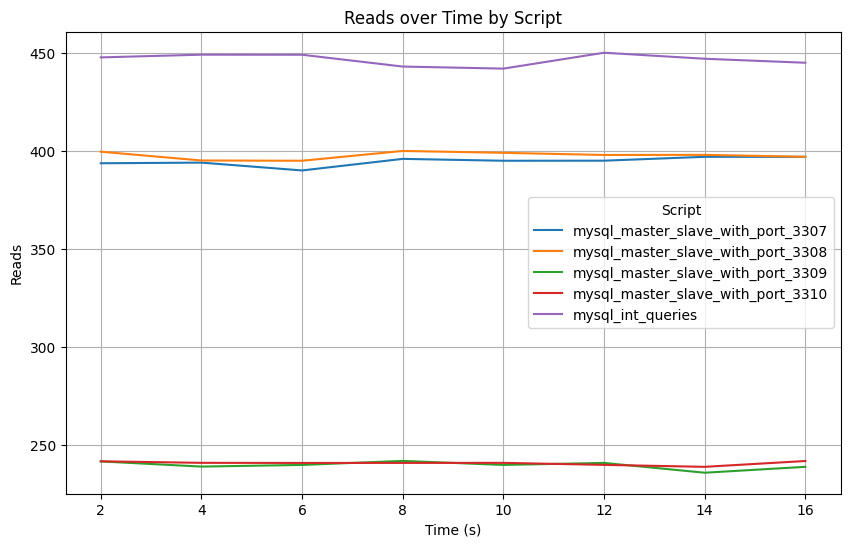 Reads over Time by Script
Reads
450
400
350
300
250
Script
mysql_master_slave_with_port_3307
mysql_master_slave_with_port_3308
mysql_master_slave_with_port_3309
mysql_master_slave_with_port_3310
mysql_int_queries
2 4 6 8 10 12 14 16
Time (s)